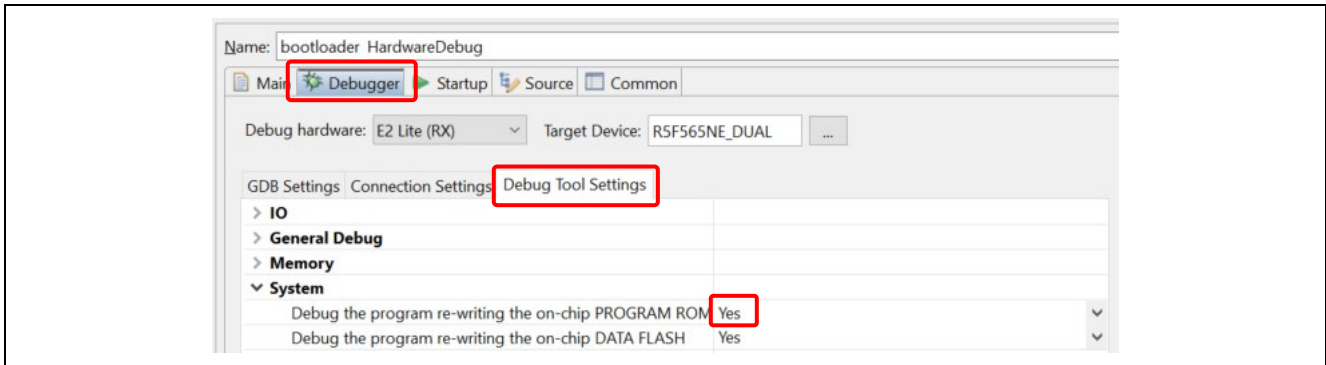 Name: bootloader HardwareDebug
Main Debugger Startup Source Common
Debug hardware: E2 Lite (RX) Target Device: R5F565NE_DUAL ...
GDB Settings Connection Settings Debug Tool Settings
> IO
> General Debug
> Memory
System
Debug the program re-writing the on-chip PROGRAM ROM Yes
Debug the program re-writing the on-chip DATA FLASH Yes